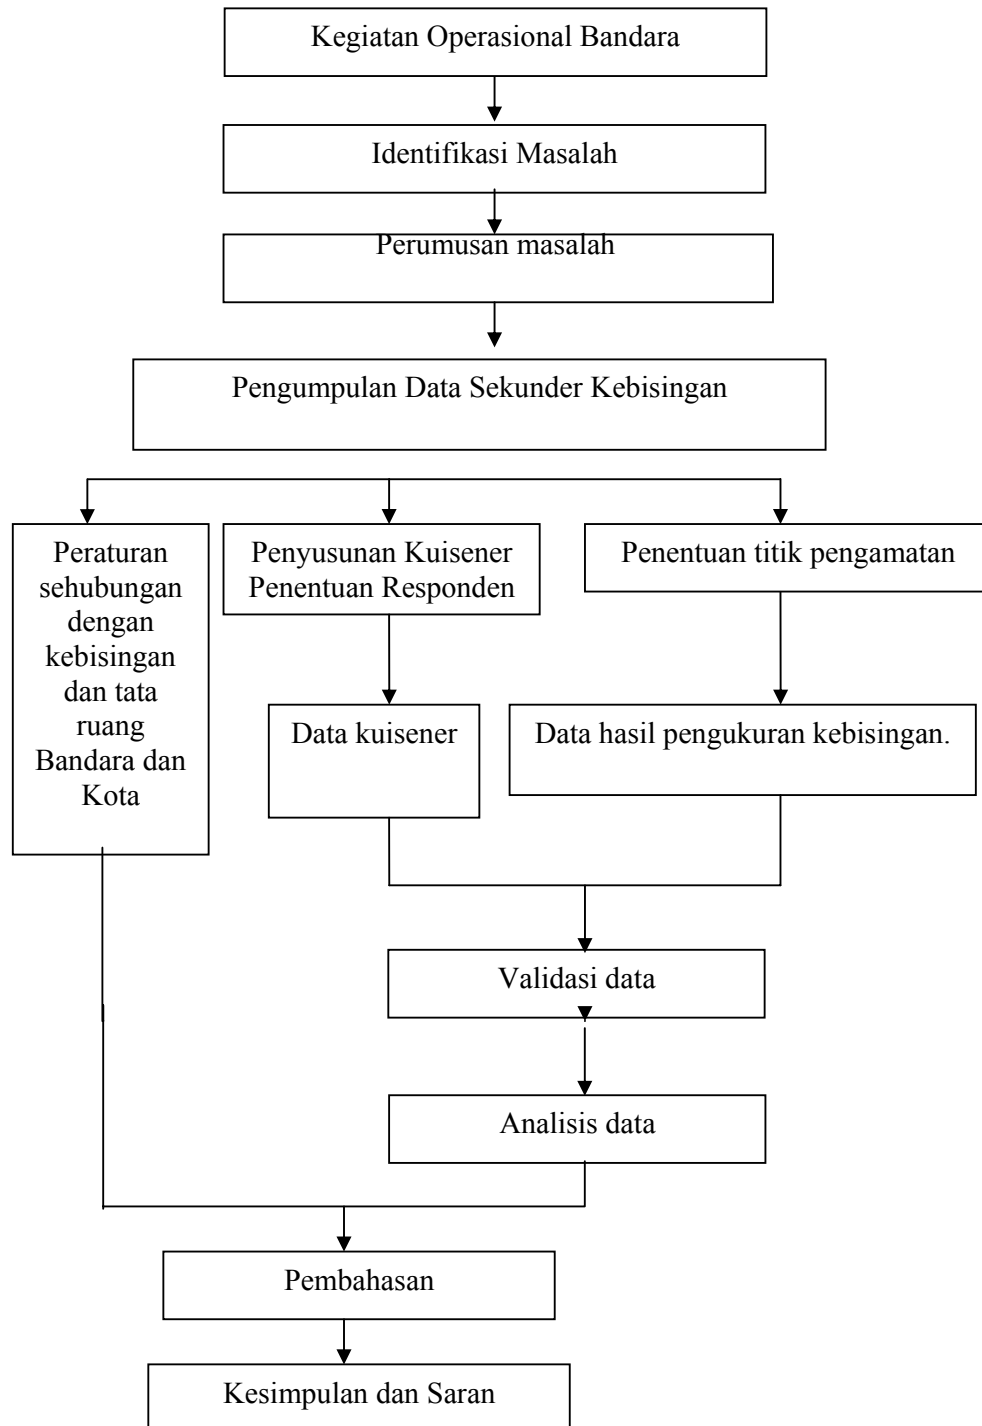 Kegiatan Operasional Bandara
Identifikasi Masalah
Perumusan masalah
Pengumpulan Data Sekunder Kebisingan
Peraturan
sehubungan
dengan
kebisingan
dan tata
ruang
Bandara dan
Kota
Penyusunan Kuisener
Penentuan Responden
Penentuan titik pengamatan
Data kuisener
Data hasil pengukuran kebisingan.
Validasi data
Analisis data
Pembahasan
Kesimpulan dan Saran